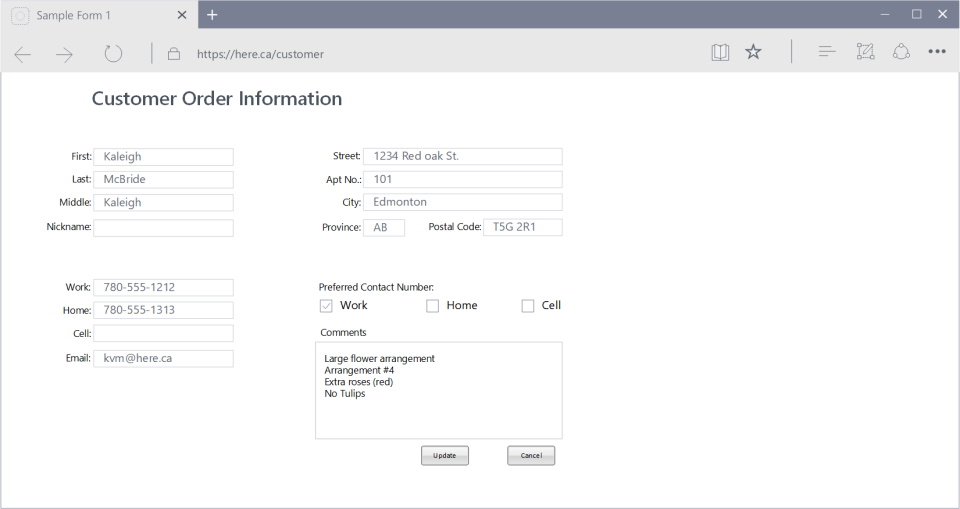 Sample Form 1
https://here.ca/customer
Customer Order Information
First: Kaleigh
Last: McBride
Middle: Kaleigh
Nickname:
Street: 1234 Red oak St.
Apt No.: 101
City: Edmonton
Province: AB Postal Code: T5G 2R1
Work: 780-555-1212
Home: 780-555-1313
Cell:
Email: kvm@here.ca
Preferred Contact Number:
Work Home Cell
Comments
Large flower arrangement
Arrangement #4
Extra roses (red)
No Tulips
Update Cancel